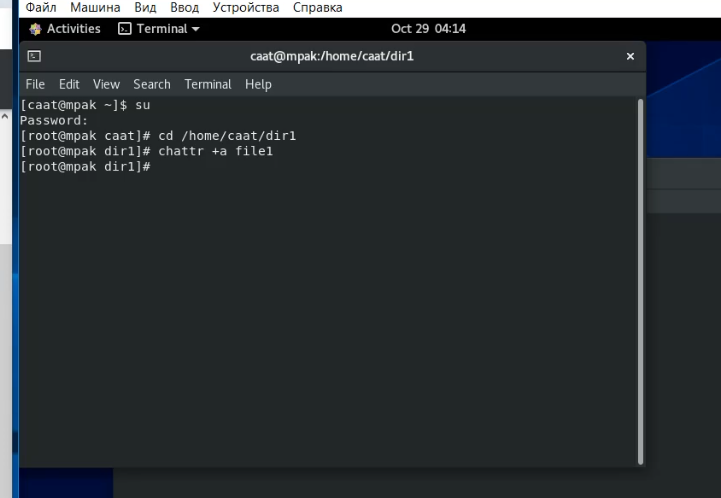 Файл Машина Вид Ввод Устройства Справка
Activities Terminal Oct 29 04:14
caat@mpak:/home/caat/dir1 ×
File Edit View Search Terminal Help
[caat@mpak ~]$ su
Password:
[root@mpak caat]# cd /home/caat/dir1
[root@mpak dir1]# chattr +a file1
[root@mpak dir1]#